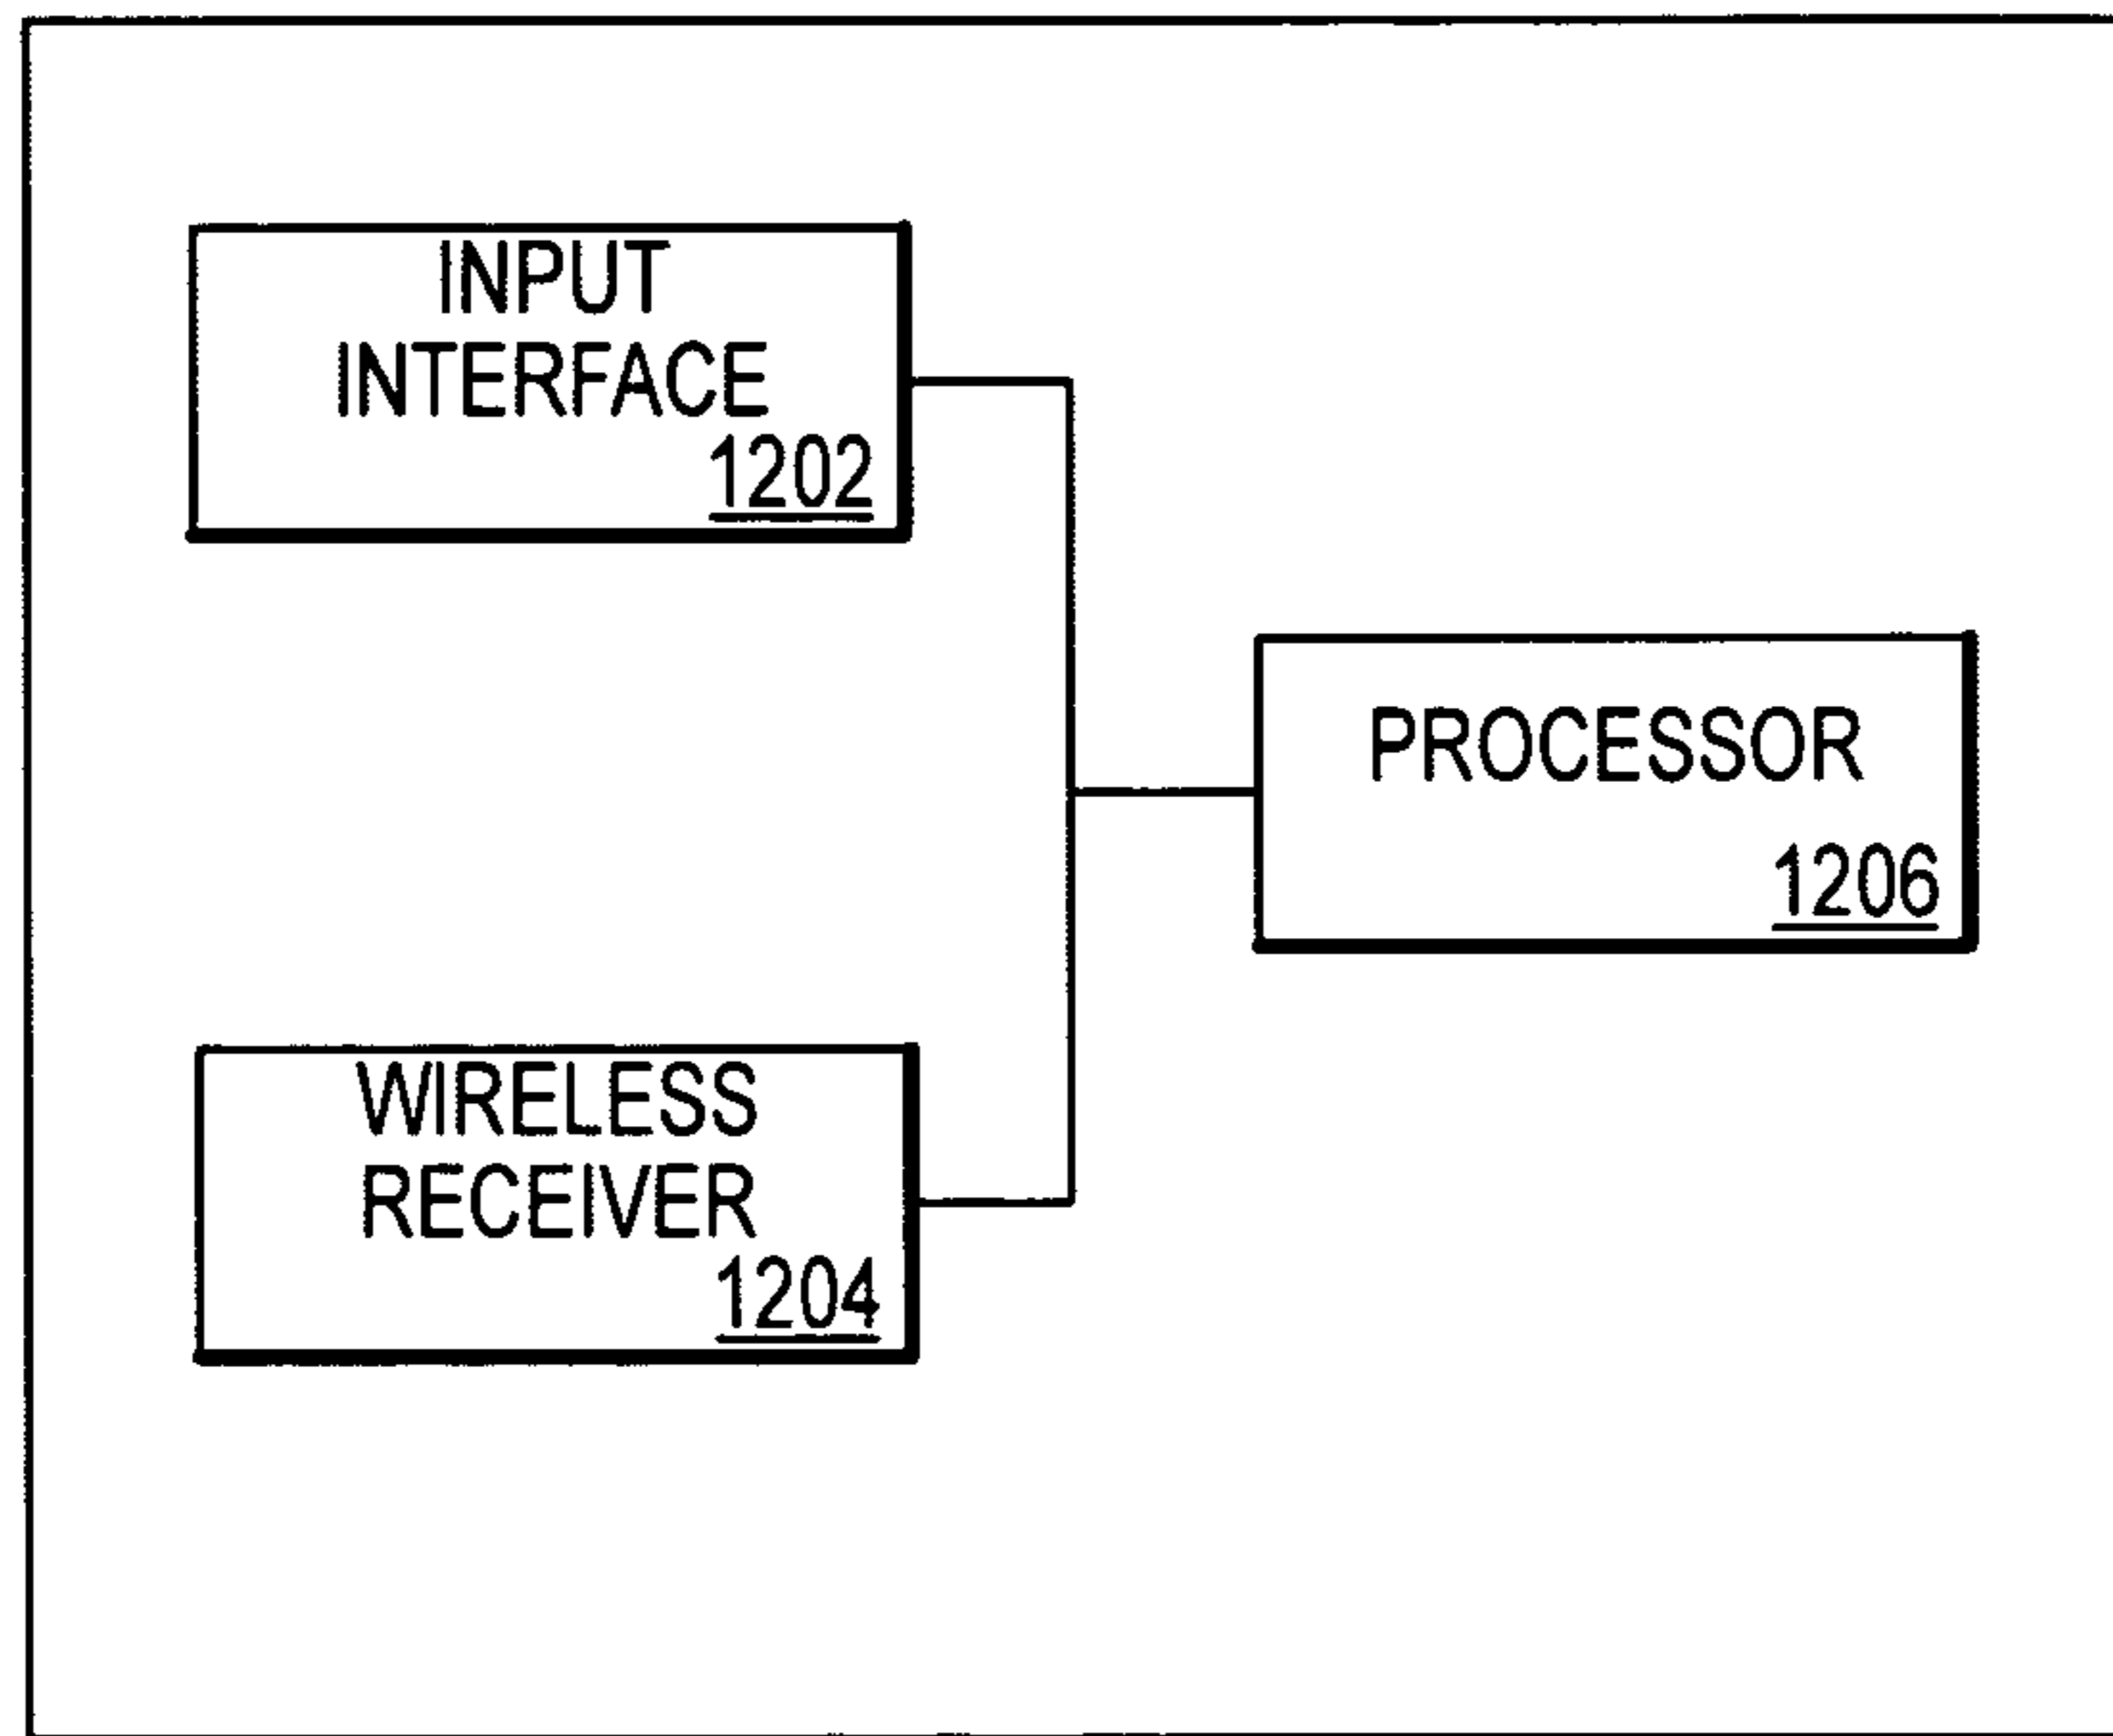 INPUT
INTERFACE
1202
PROCESSOR
1206
WIRELESS
RECEIVER
1204